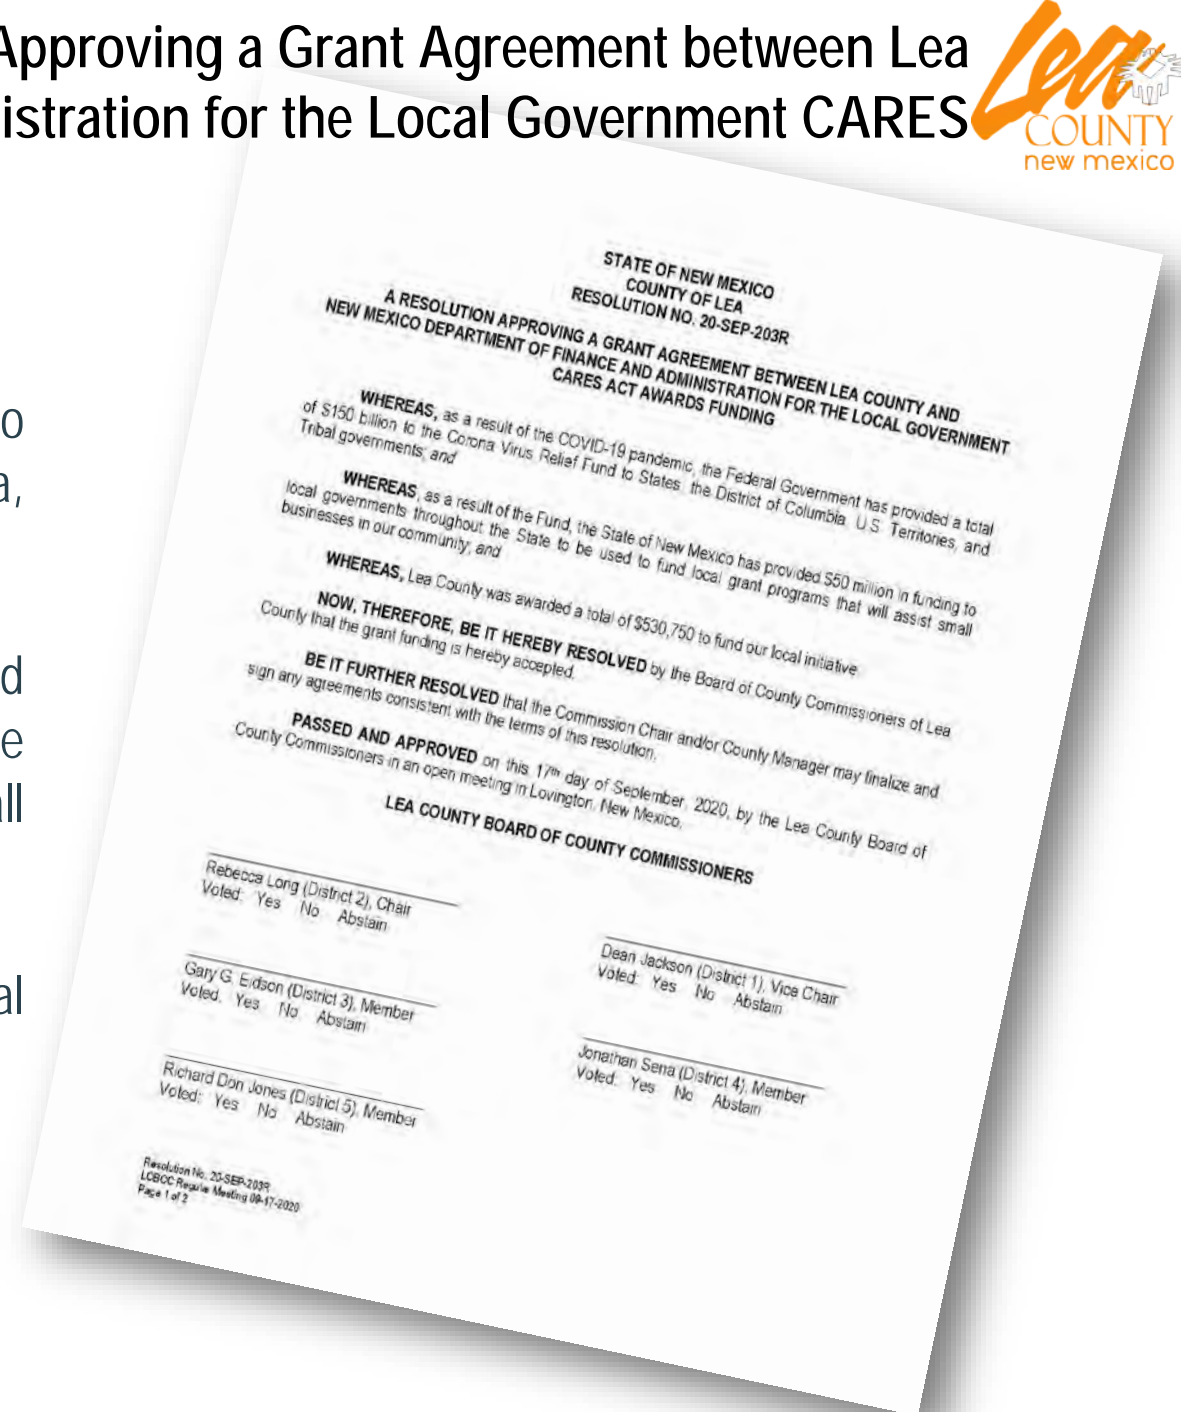 Approving a Grant Agreement between Lea
istration for the Local Government CARES
Lea
COUNTY
new mexico
o
a,
d
e
all
al
STATE OF NEW MEXICO
COUNTY OF LEA
RESOLUTION NO. 20-SEP-203R
A RESOLUTION APPROVING A GRANT AGREEMENT BETWEEN LEA COUNTY AND
NEW MEXICO DEPARTMENT OF FINANCE AND ADMINISTRATION FOR THE LOCAL GOVERNMENT
CARES ACT AWARDS FUNDING
WHEREAS, as a result of the COVID-19 pandemic, the Federal Government has provided a total
of $150 billion to the Corona Virus Relief Fund to States, the District of Columbia, U.S. Territories, and
Tribal governments; and
WHEREAS, as a result of the Fund, the State of New Mexico has provided $50 million in funding to
local governments throughout the State to be used to fund local grant programs that will assist small
businesses in our community; and
WHEREAS, Lea County was awarded a total of $530,750 to fund our local initiative.
NOW, THEREFORE, BE IT HEREBY RESOLVED by the Board of County Commissioners of Lea
County that the grant funding is hereby accepted.
BE IT FURTHER RESOLVED that the Commission Chair and/or County Manager may finalize and
sign any agreements consistent with the terms of this resolution.
PASSED AND APPROVED on this 17th day of September, 2020, by the Lea County Board of
County Commissioners in an open meeting in Lovington, New Mexico.
LEA COUNTY BOARD OF COUNTY COMMISSIONERS
Rebecca Long (District 2), Chair
Voted: Yes No Abstain
Dean Jackson (District 1), Vice Chair
Voted: Yes No Abstain
Gary G. Eidson (District 3), Member
Voted: Yes No Abstain
Jonathan Sena (District 4), Member
Voted: Yes No Abstain
Richard Don Jones (District 5), Member
Voted: Yes No Abstain
Resolution No. 20-SEP-203R
LCBCC Regular Meeting 09-17-2020
Page 1 of 2